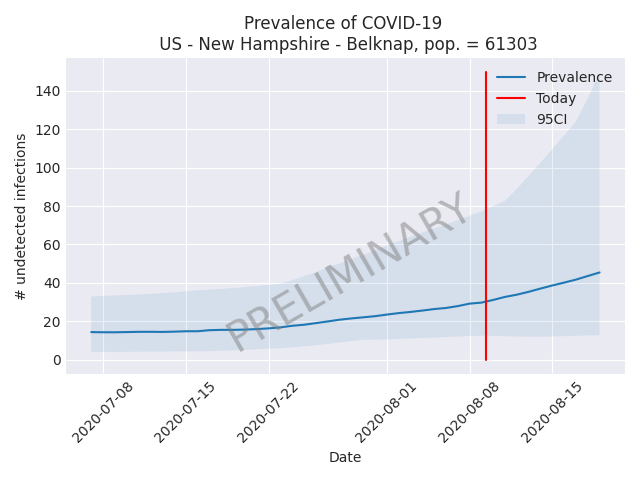 Prevalence of COVID-19
US - New Hampshire - Belknap, pop. = 61303
Prevalence
Today
95CI
PRELIMINARY
# undetected infections
140
120
100
80
60
40
20
0
2020-07-08
2020-07-15
2020-07-22
2020-08-01
2020-08-08
2020-08-15
Date